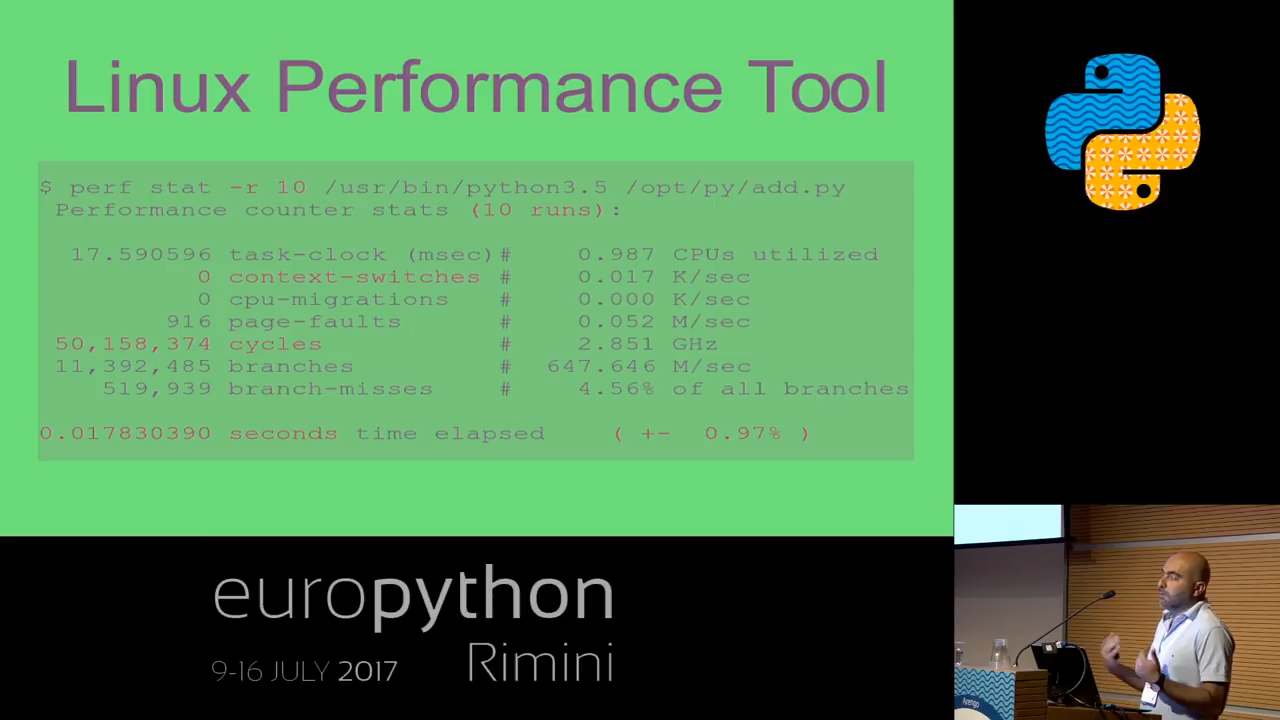 Linux Performance Tool
$ perf stat -r 10 /usr/bin/python3.5 /opt/py/add.py
Performance counter stats (10 runs):
17.590596 task-clock (msec)# 0.987 CPUs utilized
0 context-switches # 0.017 K/sec
0 cpu-migrations # 0.000 K/sec
916 page-faults # 0.052 M/sec
50,158,374 cycles # 2.851 GHz
11,392,485 branches # 647.646 M/sec
519,939 branch-misses # 4.56% of all branches
0.017830390 seconds time elapsed ( +- 0.97% )
europython
9-16 JULY 2017 Rimini
Arengo